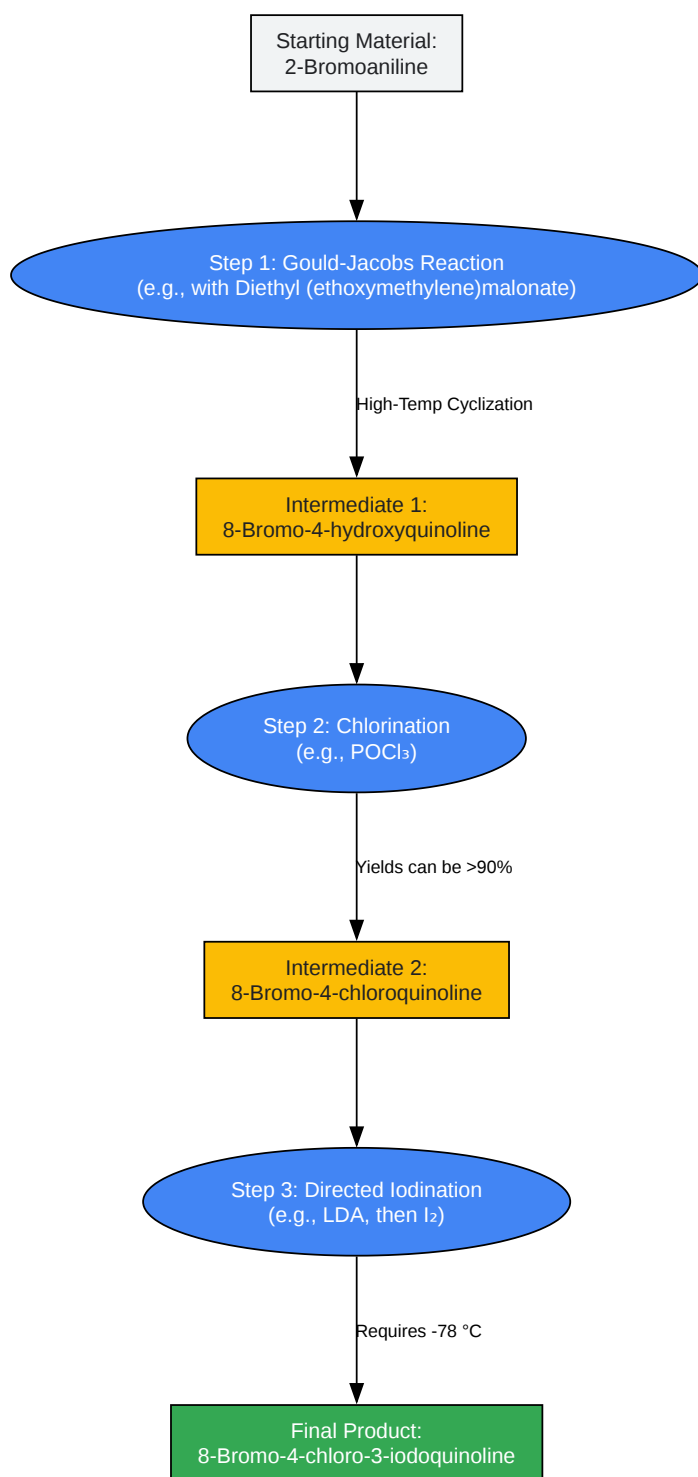 Starting Material:
2-Bromoaniline
Step 1: Gould-Jacobs Reaction
(e.g., with Diethyl (ethoxymethylene)malonate)
High-Temp Cyclization
Intermediate 1:
8-Bromo-4-hydroxyquinoline
Step 2: Chlorination
(e.g., POCl₃)
Yields can be >90%
Intermediate 2:
8-Bromo-4-chloroquinoline
Step 3: Directed Iodination
(e.g., LDA, then I₂)
Requires -78 °C
Final Product:
8-Bromo-4-chloro-3-iodoquinoline